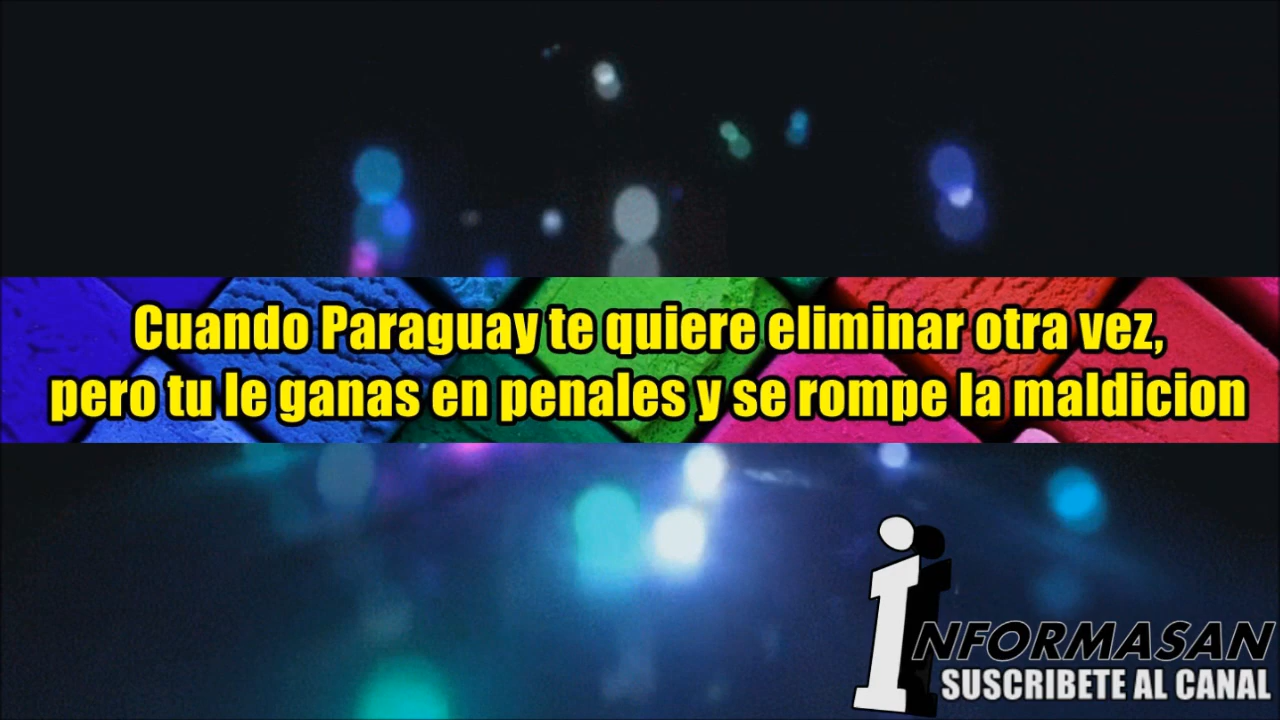 Cuando Paraguay te quiere eliminar otra vez,
pero tu le ganas en penales y se rompe la maldicion
iNFORMASAN
SUSCRIBETE AL CANAL